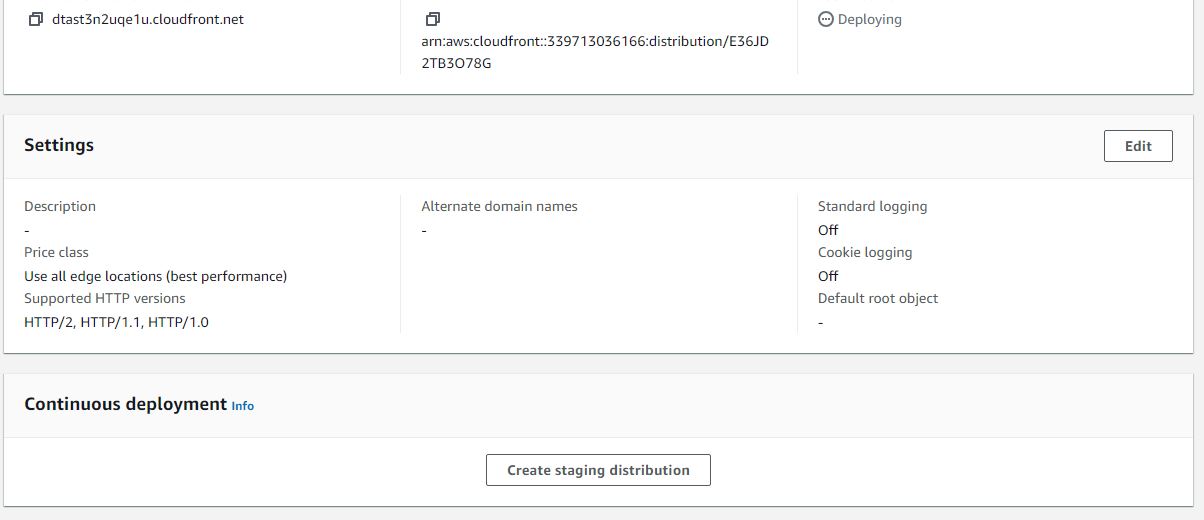 dtast3n2uqe1u.cloudfront.net
arn:aws:cloudfront::339713036166:distribution/E36JD
2TB3O78G
Deploying
Settings
Edit
Description
-
Price class
Use all edge locations (best performance)
Supported HTTP versions
HTTP/2, HTTP/1.1, HTTP/1.0
Alternate domain names
-
Standard logging
Off
Cookie logging
Off
Default root object
-
Continuous deployment Info
Create staging distribution